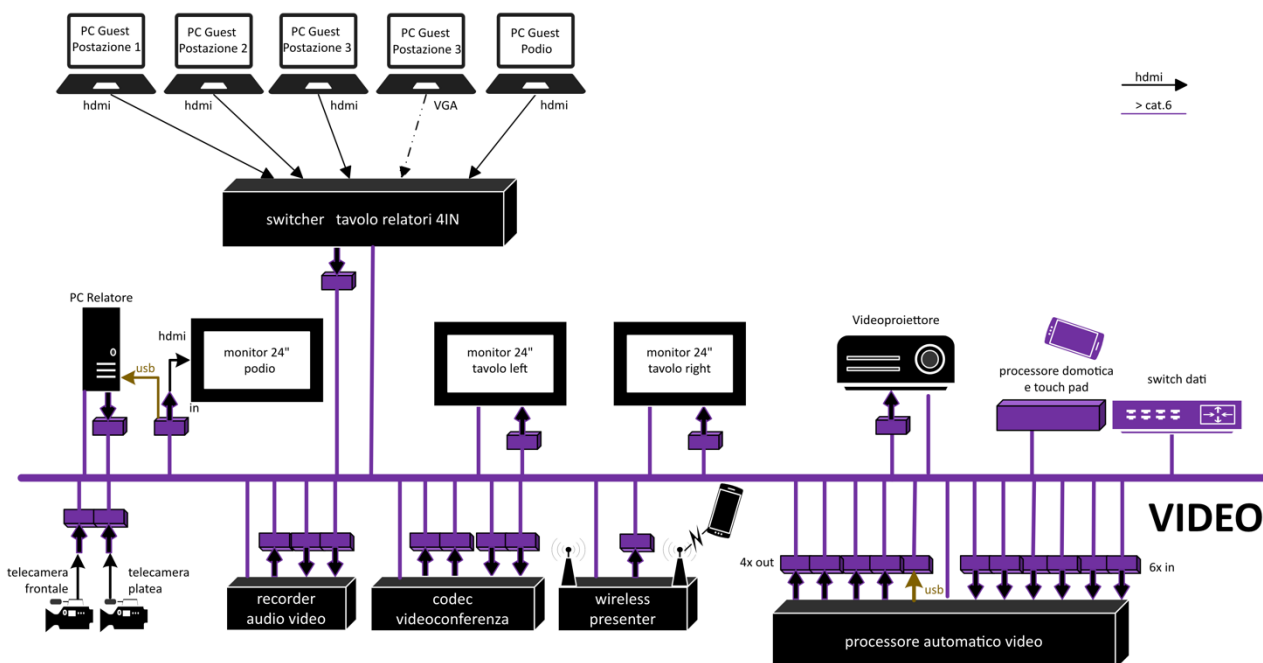 PC Guest
Postazione 1
PC Guest
Postazione 2
PC Guest
Postazione 3
PC Guest
Postazione 3
PC Guest
Podio
hdmi
hdmi
hdmi
VGA
hdmi
hdmi
> cat.6
switcher tavolo relatori 4IN
PC Relatore
hdmi
usb
in
monitor 24"
podio
monitor 24"
tavolo left
monitor 24"
tavolo right
Videoproiettore
processore domotica
e touch pad
switch dati
VIDEO
telecamera
frontale
telecamera
platea
recorder
audio video
codec
videoconferenza
wireless
presenter
4x out
usb
6x in
processore automatico video